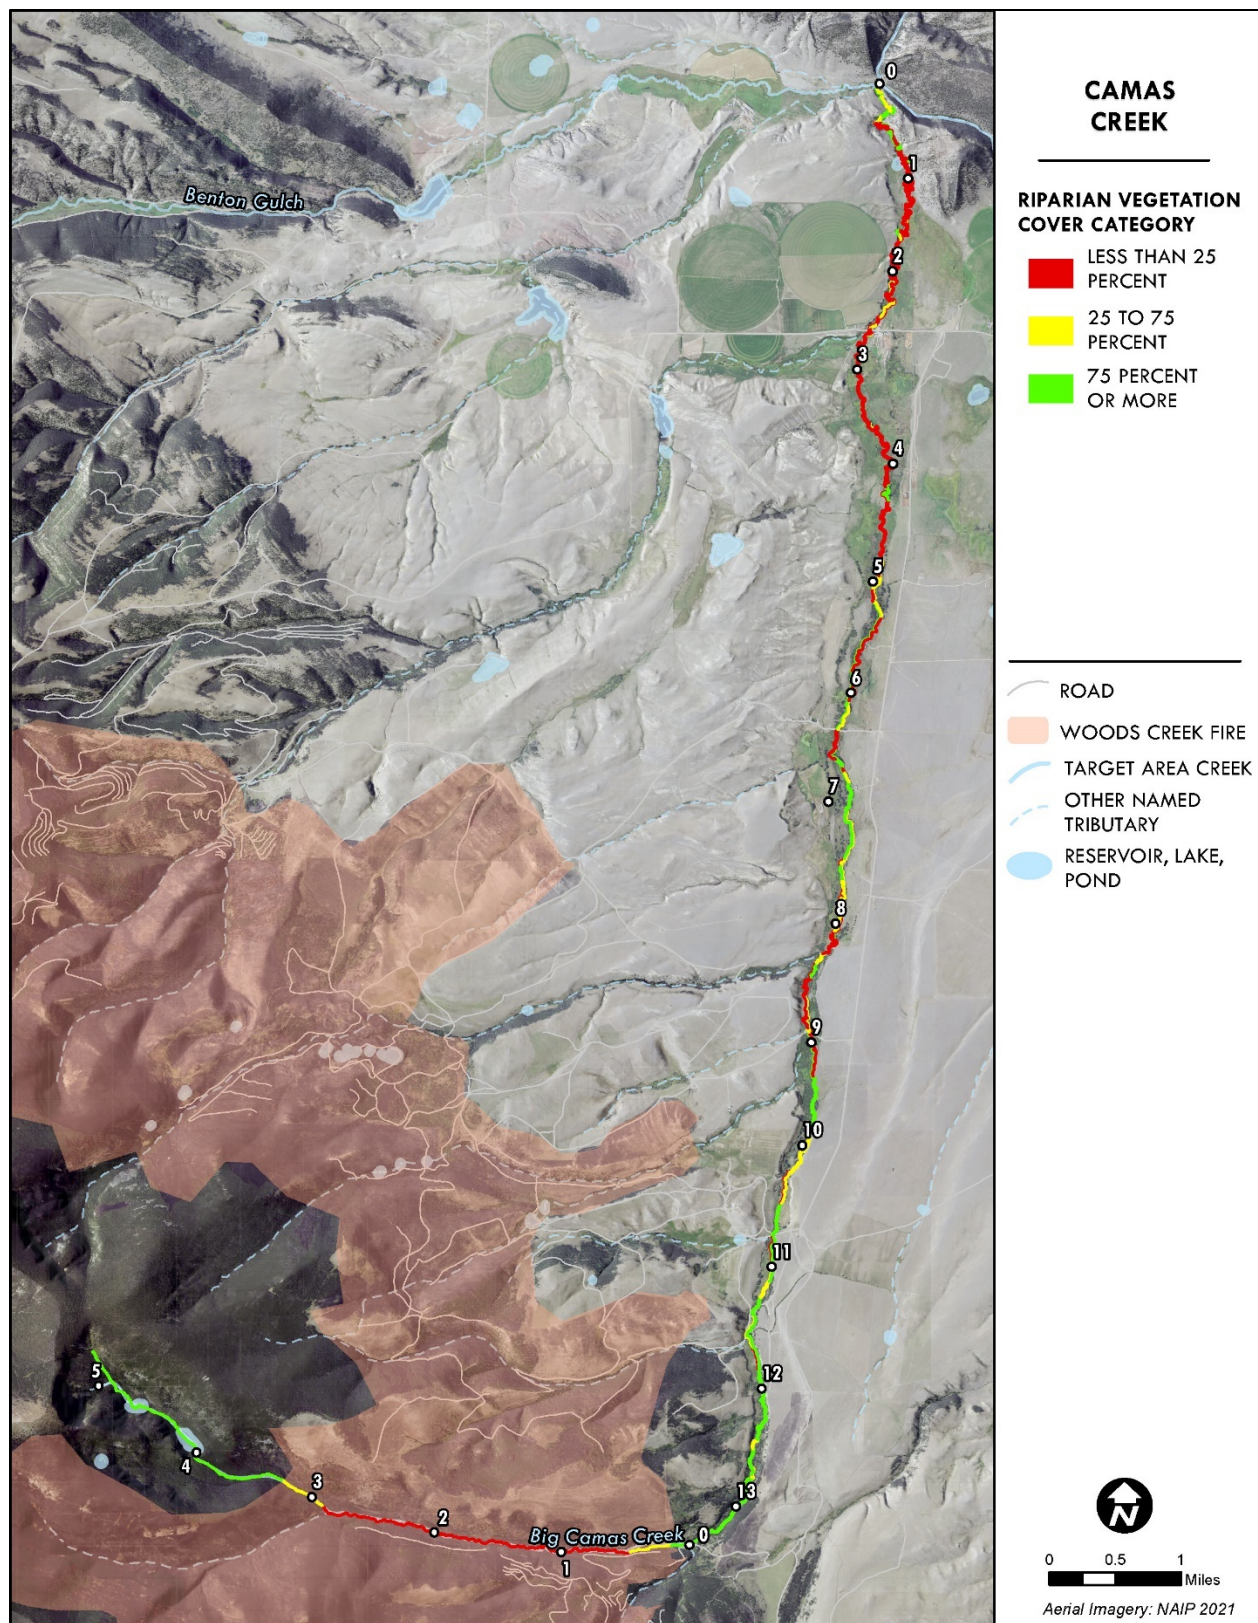 CAMAS
CREEK
RIPARIAN VEGETATION
COVER CATEGORY
LESS THAN 25
PERCENT
25 TO 75
PERCENT
75 PERCENT
OR MORE
ROAD
WOODS CREEK FIRE
TARGET AREA CREEK
OTHER NAMED
TRIBUTARY
RESERVOIR, LAKE,
POND
N
0 0.5 1
Miles
Aerial Imagery: NAIP 2021
0
1
Benton Gulch
2
3
4
5
6
7
8
9
10
11
12
13
5
4
3
2
1
Big Camas Creek 0